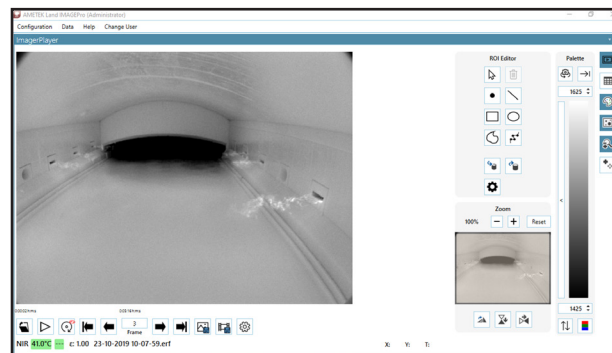 AMETEK Land IMAGEPro (Administrator)
Configuration Data Help Change User
ImagerPlayer
ROI Editor
Palette
1625
Zoom
100% Reset
1425
3
Frame
NIR 41.0°C --- ε: 1.00 23-10-2019 10-07-59.erf
X: Y: T: